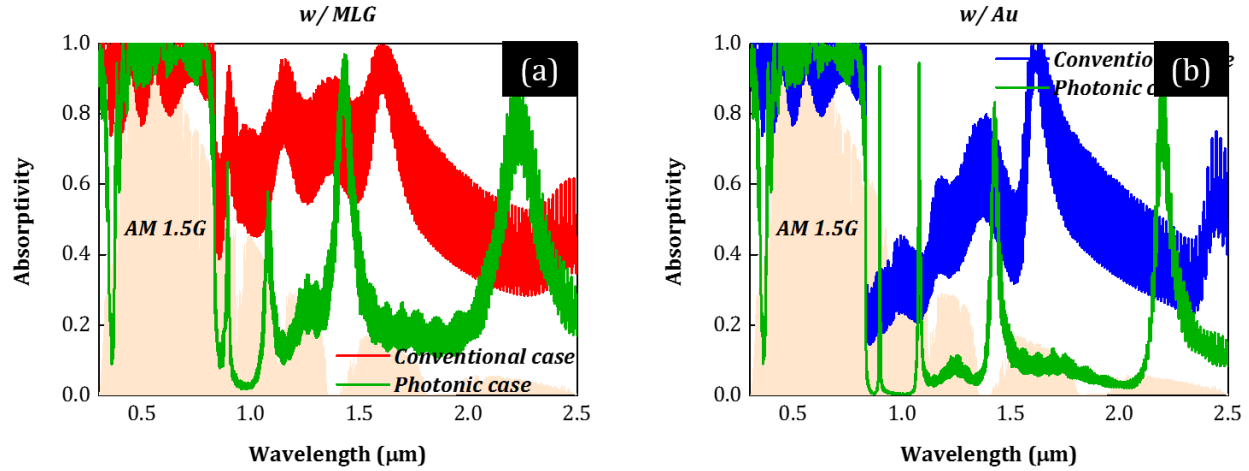 w/ MLG
1.0
0.8
0.6
0.4
0.2
0.0
Absorptivity
(a)
AM 1.5G
Conventional case
Photonic case
0.5
1.0
1.5
2.0
2.5
Wavelength (μm)
w/ Au
1.0
0.8
0.6
0.4
0.2
0.0
Absorptivity
(b)
e
Photonic
AM 1.5G
0.5
1.0
1.5
2.0
2.5
Wavelength (μm)